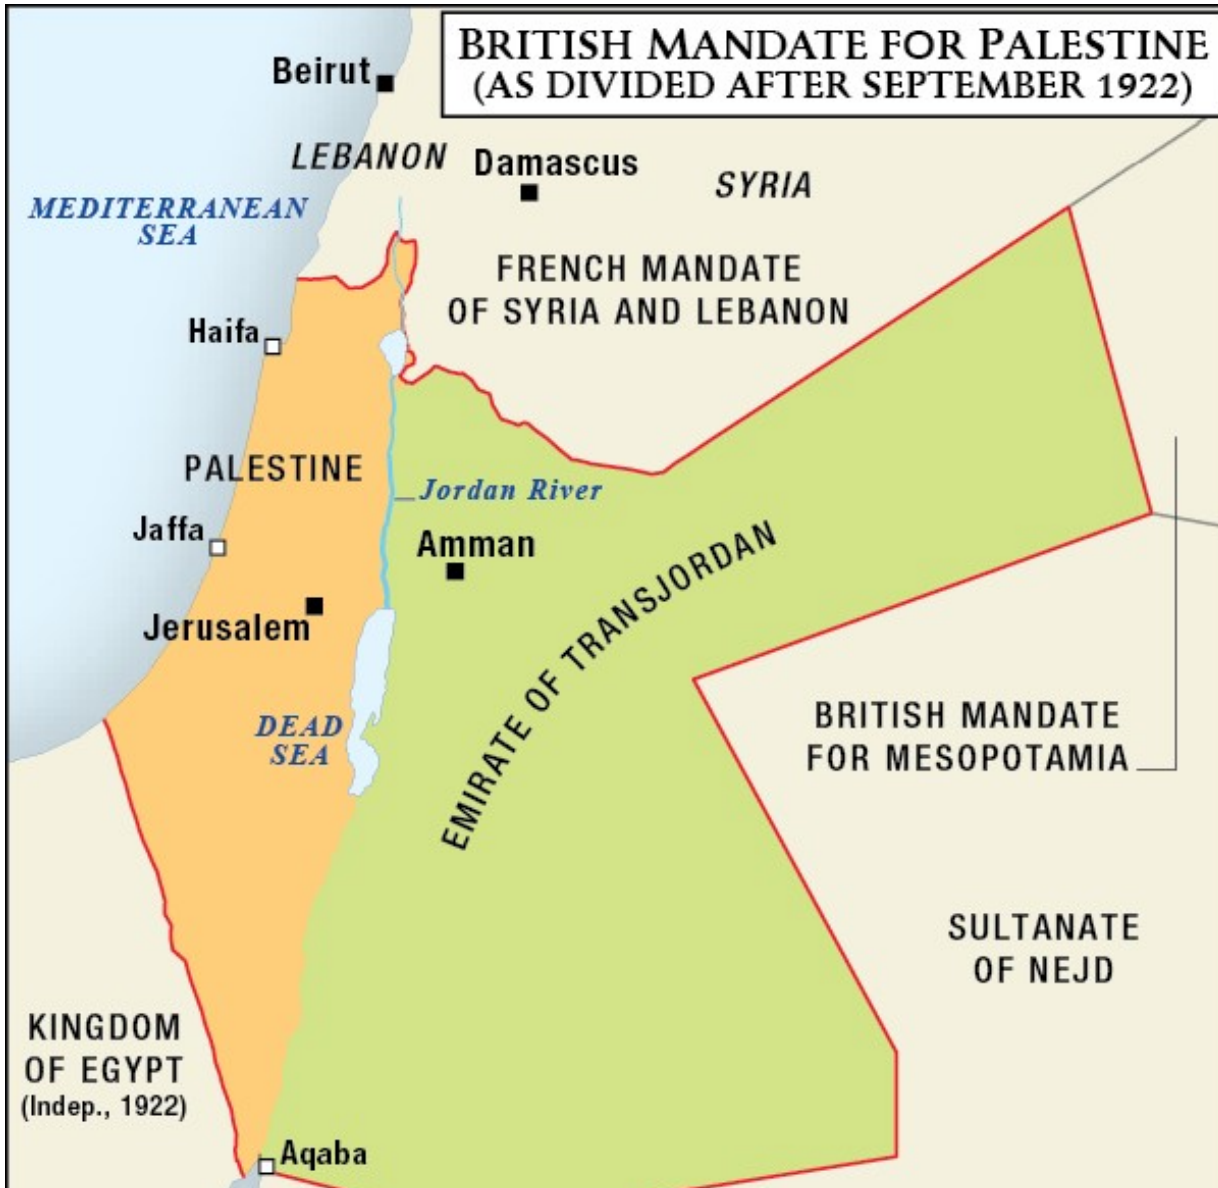 BRITISH MANDATE FOR PALESTINE
(AS DIVIDED AFTER SEPTEMBER 1922)
Beirut
LEBANON
Damascus
SYRIA
MEDITERRANEAN
SEA
FRENCH MANDATE
OF SYRIA AND LEBANON
Haifa
PALESTINE
Jordan River
Jaffa
Amman
EMIRATE OF TRANSJORDAN
Jerusalem
DEAD
SEA
BRITISH MANDATE
FOR MESOPOTAMIA
SULTANATE
OF NEJD
KINGDOM
OF EGYPT
(Indep., 1922)
Aqaba